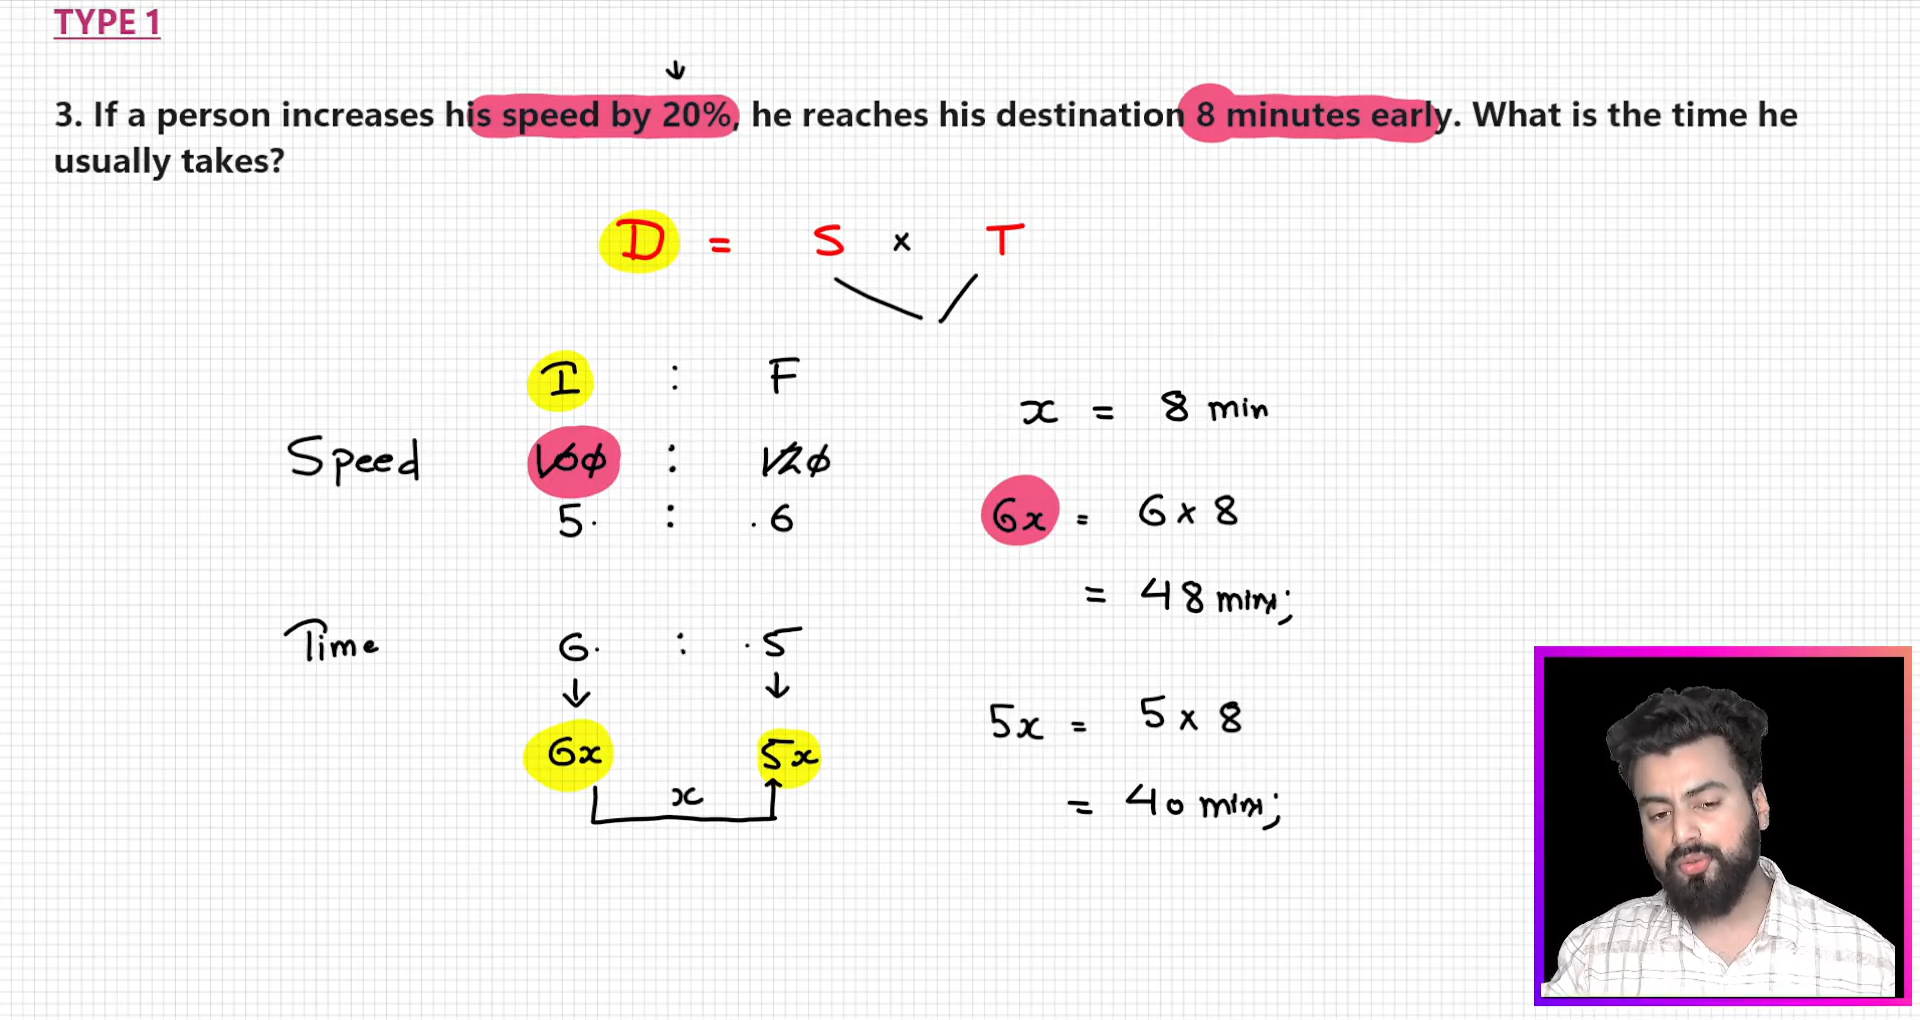 TYPE 1
3. If a person increases his speed by 20%, he reaches his destination 8 minutes early. What is the time he
usually takes?
D = S × T
I : F
Speed 100 : 120
5 : 6
Time 6 : 5
6x 5x
x
x = 8 min
6x = 6 × 8
= 48 min;
5x = 5 × 8
= 40 min;